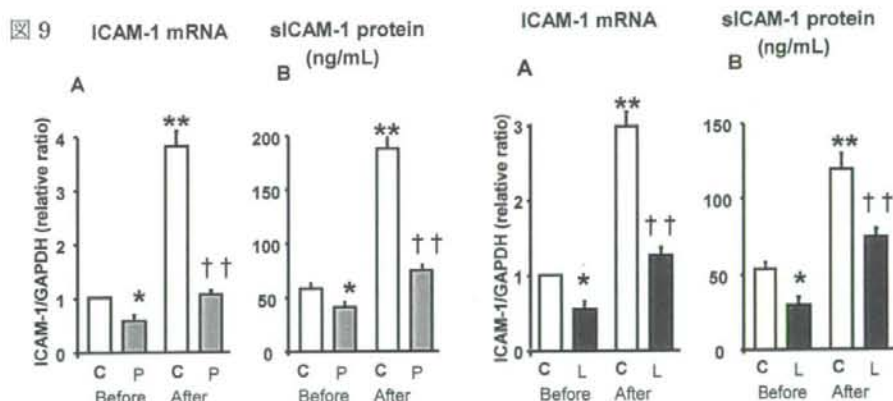 図 9
ICAM-1 mRNA
sICAM-1 protein
(ng/mL)
A
B
ICAM-1/GAPDH (relative ratio)
4
3
2
1
0
**
*
† †
C P C P
Before After
200
150
100
50
0
**
*
† †
C P C P
Before After
ICAM-1 mRNA
sICAM-1 protein
(ng/mL)
A
B
ICAM-1/GAPDH (relative ratio)
3
2
1
0
**
*
† †
C L C L
Before After
150
100
50
0
**
*
† †
C L C L
Before After